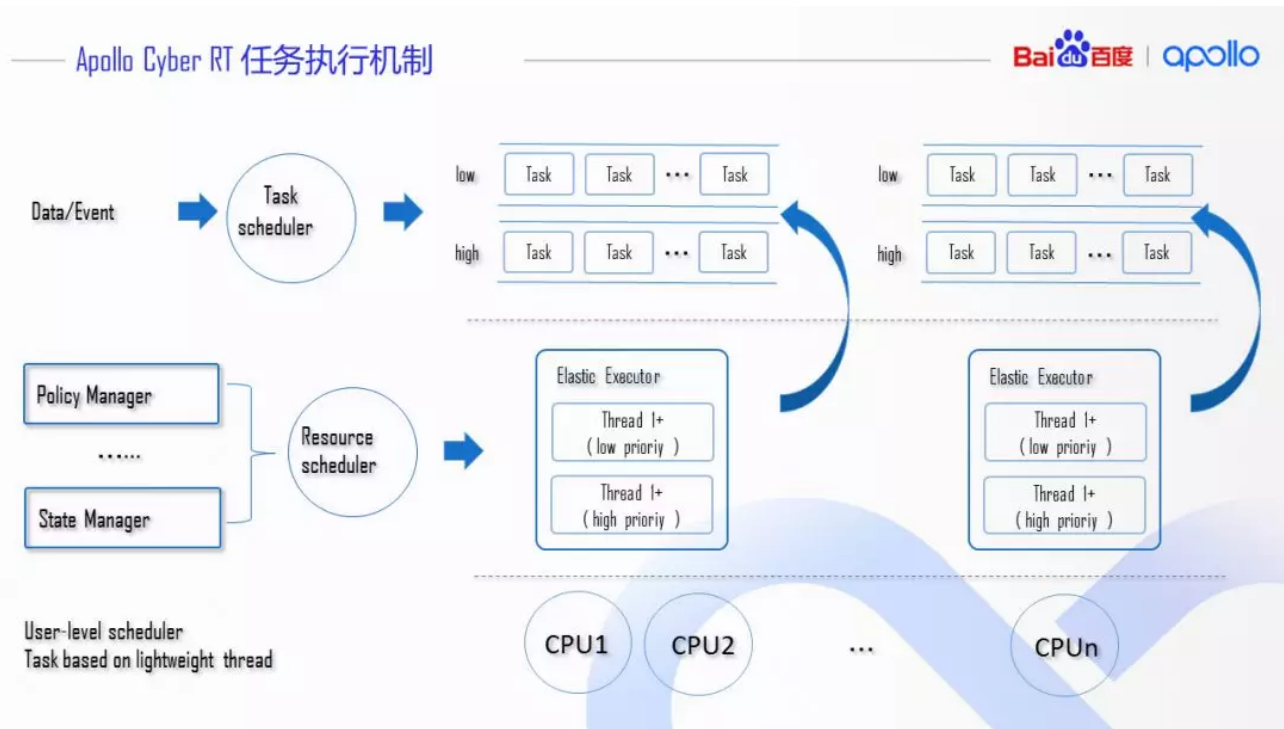 Apollo Cyber RT 任务执行机制
Bai du 百度 | apollo
Data/Event
Task
scheduler
low
Task
Task
...
Task
high
Task
Task
...
Task
low
Task
Task
...
Task
high
Task
Task
...
Task
Policy Manager
......
State Manager
Resource
scheduler
Elastic Executor
Thread 1+
( low prioriy )
Thread 1+
( high prioriy )
Elastic Executor
Thread 1+
( low prioriy )
Thread 1+
( high prioriy )
User-level scheduler
Task based on lightweight thread
CPU1
CPU2
...
CPUn